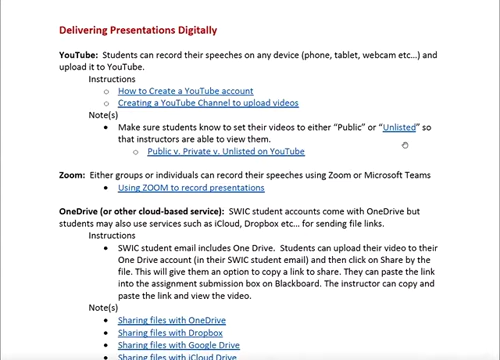 Delivering Presentations Digitally
YouTube: Students can record their speeches on any device (phone, tablet, webcam etc...) and
upload it to YouTube.
Instructions
o How to Create a YouTube account
o Creating a YouTube Channel to upload videos
Note(s)
• Make sure students know to set their videos to either “Public” or “Unlisted” so
that instructors are able to view them.
o Public v. Private v. Unlisted on YouTube
Zoom: Either groups or individuals can record their speeches using Zoom or Microsoft Teams
• Using ZOOM to record presentations
OneDrive (or other cloud-based service): SWIC student accounts come with OneDrive but
students may also use services such as iCloud, Dropbox etc... for sending file links.
Instructions
• SWIC student email includes One Drive. Students can upload their video to their
One Drive account (in their SWIC student email) and then click on Share by the
file. This will give them an option to copy a link to share. They can paste the link
into the assignment submission box on Blackboard. The instructor can copy and
paste the link and view the video.
Note(s)
• Sharing files with OneDrive
• Sharing files with Dropbox
• Sharing files with Google Drive
• Sharing files with iCloud Drive